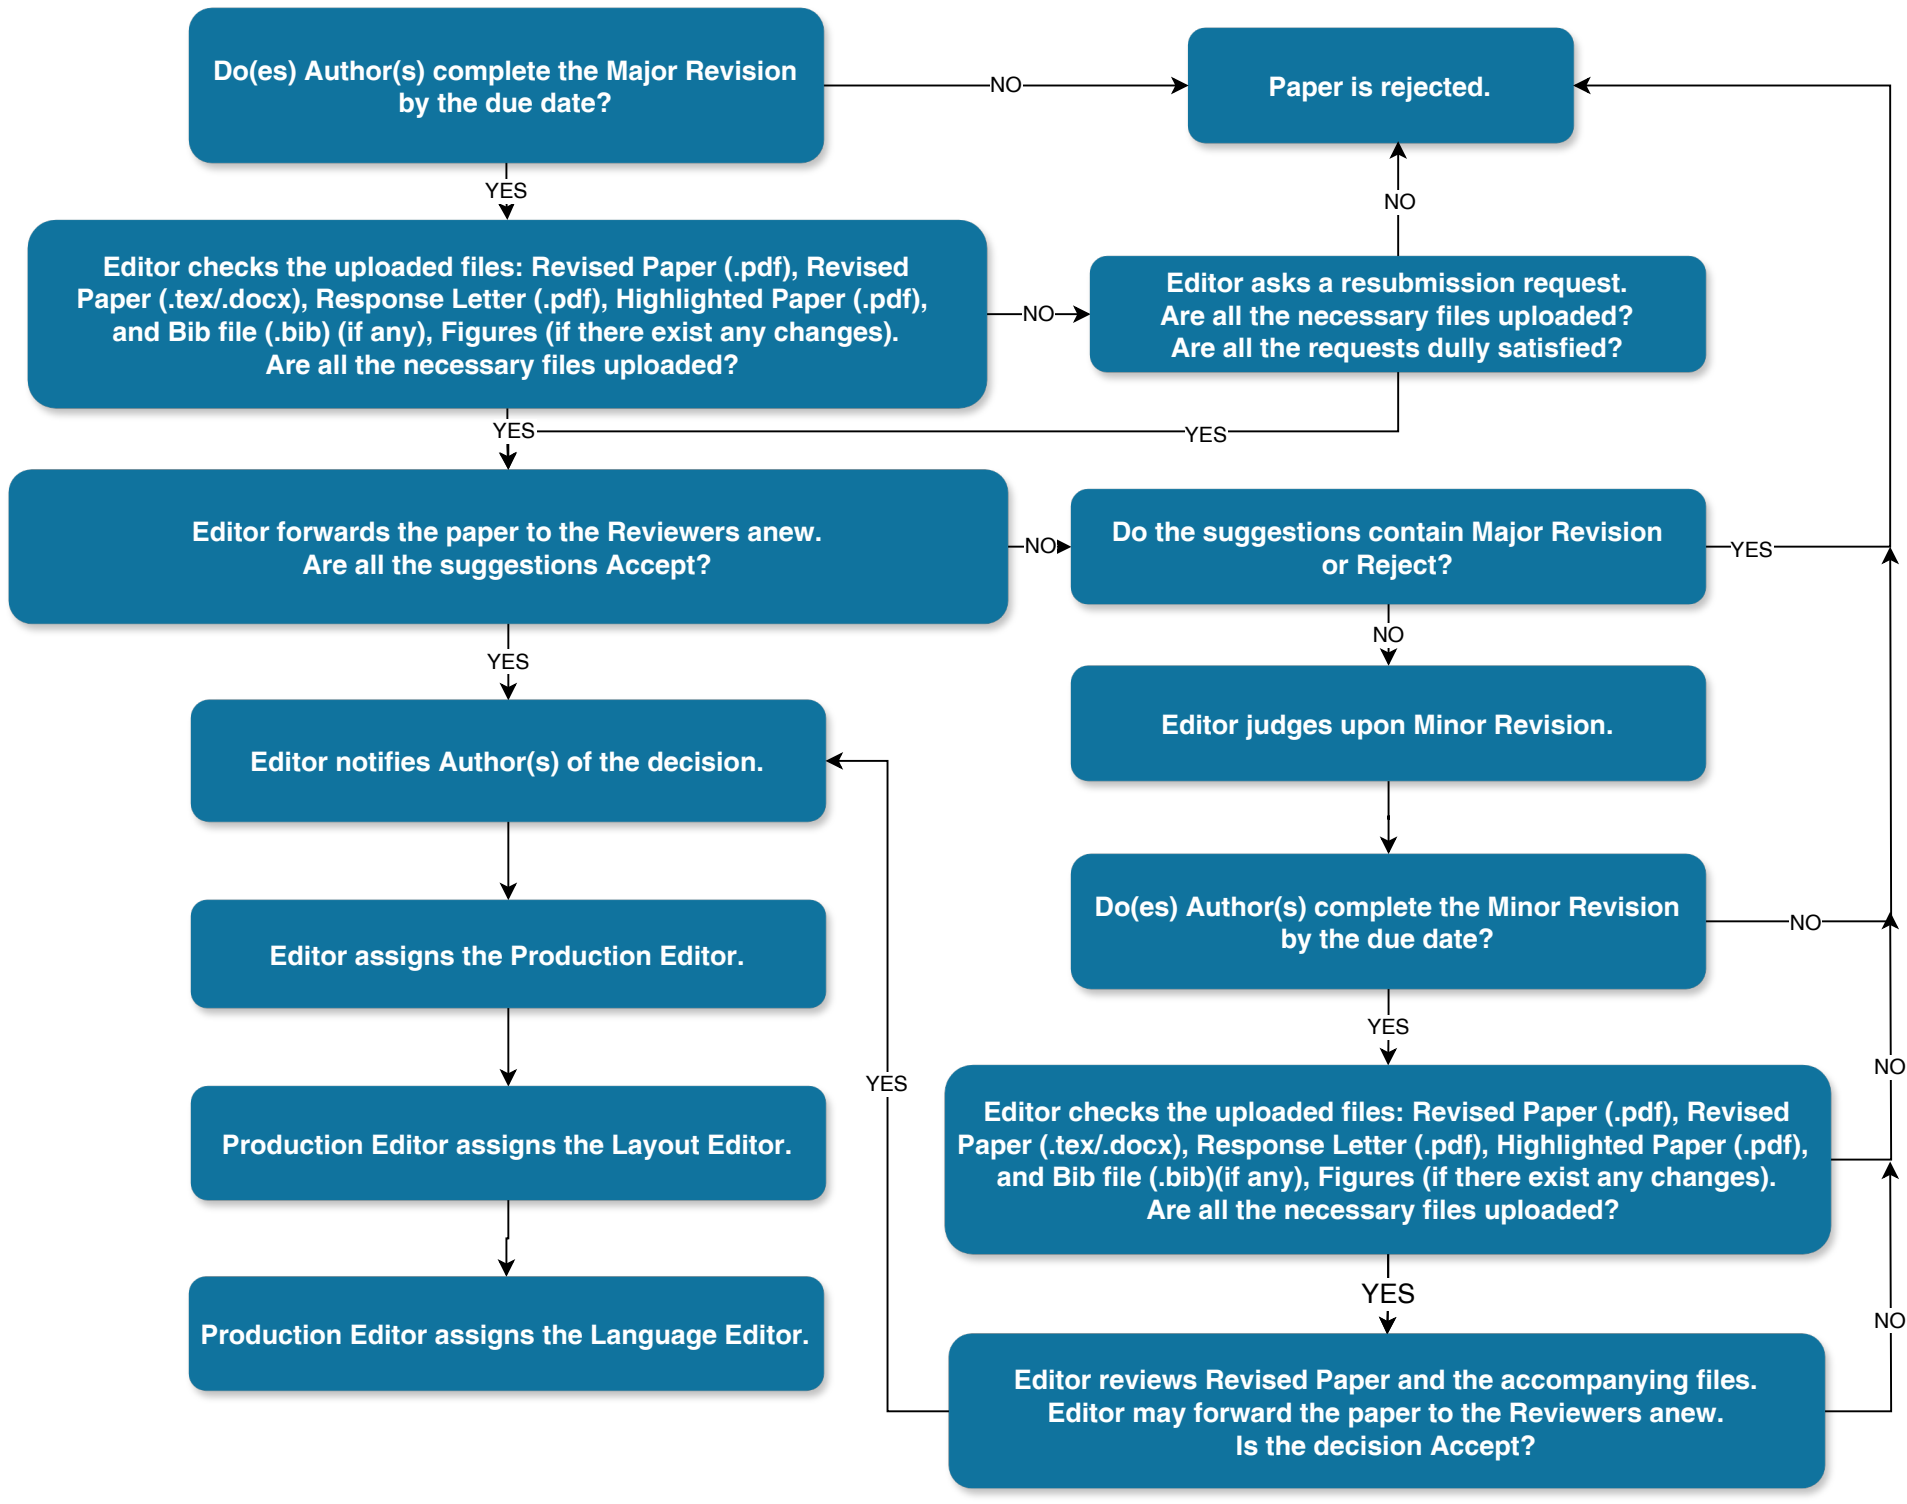 Do(es) Author(s) complete the Major Revision
by the due date?
NO
Paper is rejected.
YES
NO
Editor checks the uploaded files: Revised Paper (.pdf), Revised
Paper (.tex/.docx), Response Letter (.pdf), Highlighted Paper (.pdf),
and Bib file (.bib) (if any), Figures (if there exist any changes).
Are all the necessary files uploaded?
NO
Editor asks a resubmission request.
Are all the necessary files uploaded?
Are all the requests dully satisfied?
YES
YES
Editor forwards the paper to the Reviewers anew.
Are all the suggestions Accept?
NO
Do the suggestions contain Major Revision
or Reject?
YES
YES
NO
Editor notifies Author(s) of the decision.
Editor judges upon Minor Revision.
Editor assigns the Production Editor.
Do(es) Author(s) complete the Minor Revision
by the due date?
NO
YES
YES
NO
Production Editor assigns the Layout Editor.
Editor checks the uploaded files: Revised Paper (.pdf), Revised
Paper (.tex/.docx), Response Letter (.pdf), Highlighted Paper (.pdf),
and Bib file (.bib)(if any), Figures (if there exist any changes).
Are all the necessary files uploaded?
YES
NO
Production Editor assigns the Language Editor.
Editor reviews Revised Paper and the accompanying files.
Editor may forward the paper to the Reviewers anew.
Is the decision Accept?